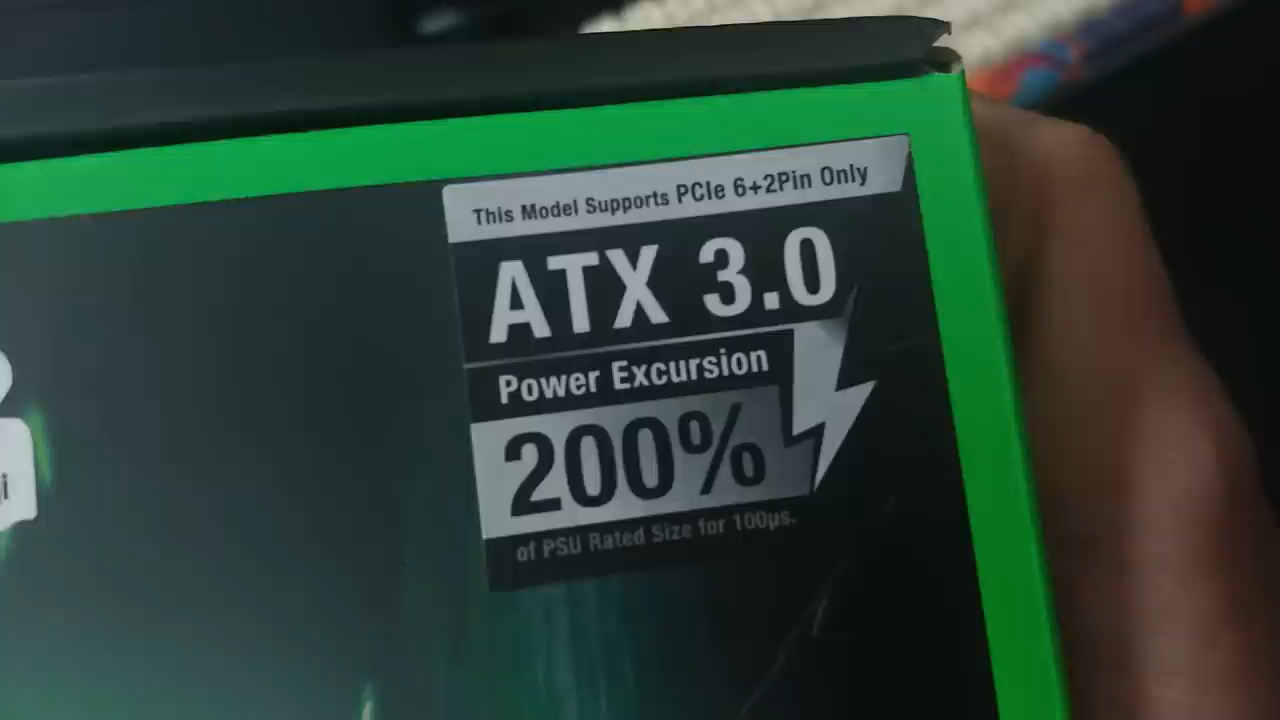 This Model Supports PCIe 6+2Pin Only
ATX 3.0
Power Excursion
200%
of PSU Rated Size for 100µs.